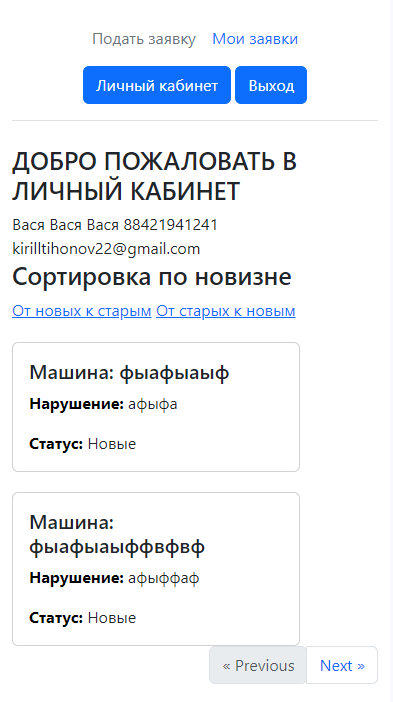 Подать заявку Мои заявки
Личный кабинет Выход
ДОБРО ПОЖАЛОВАТЬ В
ЛИЧНЫЙ КАБИНЕТ
Вася Вася Вася 88421941241
kirilltihonov22@gmail.com
Сортировка по новизне
От новых к старым От старых к новым
Машина: фыафыаыф
Нарушение: афыфа
Статус: Новые
Машина:
фыафыаыффвфвф
Нарушение: афыффаф
Статус: Новые
« Previous Next »